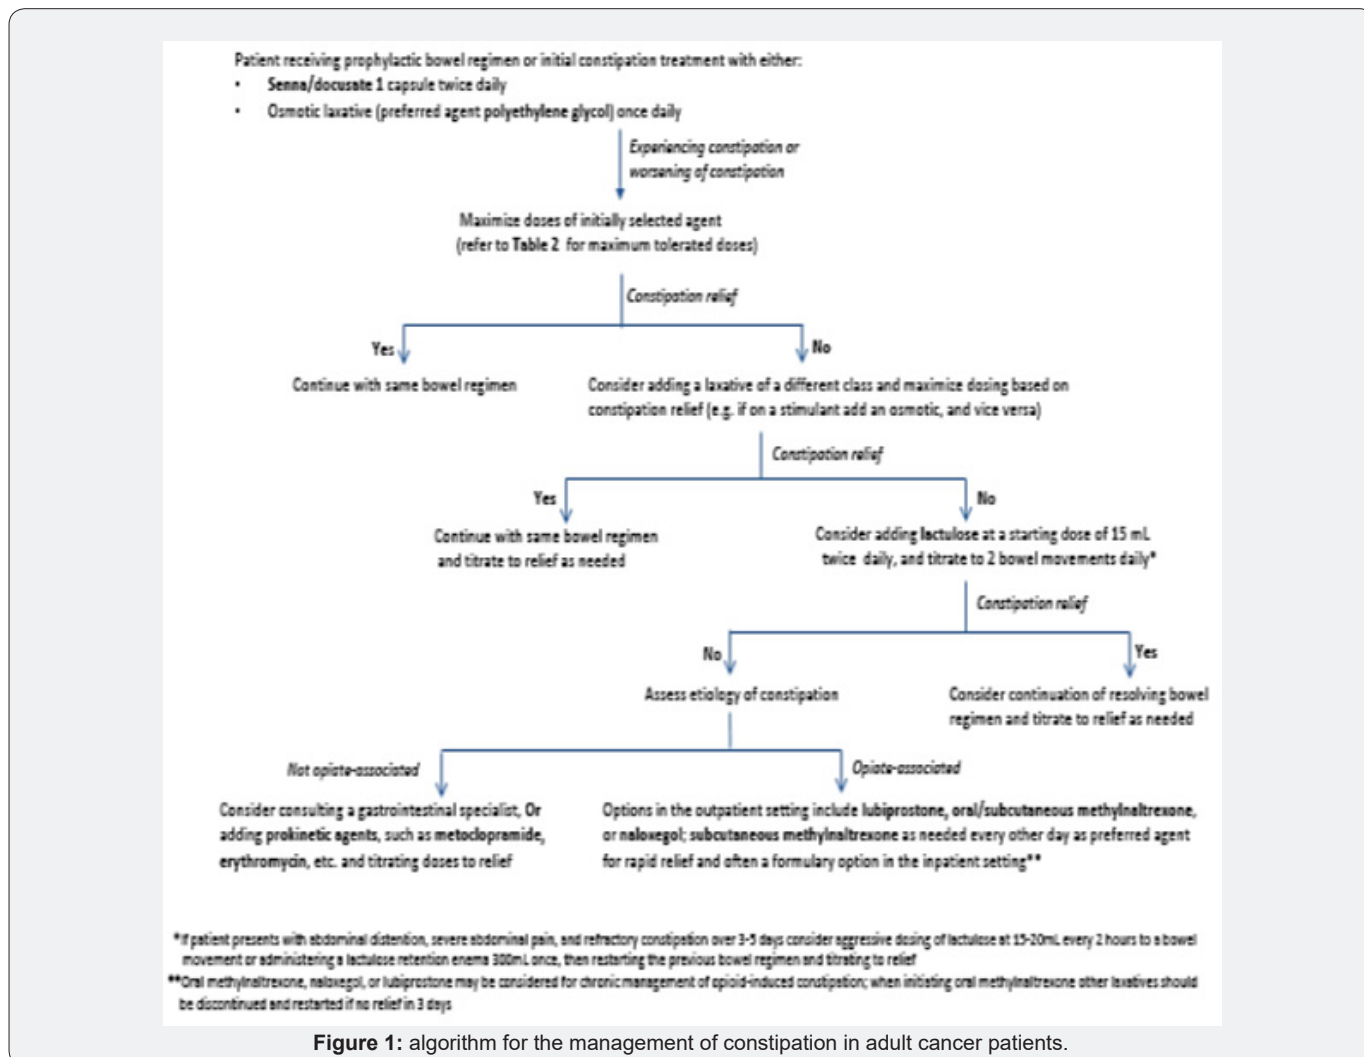 Patient receiving prophylactic bowel regimen or initial constipation treatment with either:
• Senna/docusate 1 capsule twice daily
• Osmotic laxative (preferred agent polyethylene glycol) once daily
Experiencing constipation or
worsening of constipation
Maximize doses of initially selected agent
(refer to Table 2 for maximum tolerated doses)
Constipation relief
Yes
No
Continue with same bowel regimen
Consider adding a laxative of a different class and maximize dosing based on
constipation relief (e.g. if on a stimulant add an osmotic, and vice versa)
Constipation relief
Yes
No
Continue with same bowel regimen
and titrate to relief as needed
Consider adding lactulose at a starting dose of 15 mL
twice daily, and titrate to 2 bowel movements daily*
Constipation relief
No
Yes
Assess etiology of constipation
Consider continuation of resolving bowel
regimen and titrate to relief as needed
Not opiate-associated
Opiate-associated
Consider consulting a gastrointestinal specialist, Or
adding prokinetic agents, such as metoclopramide,
erythromycin, etc. and titrating doses to relief
Options in the outpatient setting include lubiprostone, oral/subcutaneous methylnaltrexone,
or naloxegol; subcutaneous methylnaltrexone as needed every other day as preferred agent
for rapid relief and often a formulary option in the inpatient setting**
*If patient presents with abdominal distention, severe abdominal pain, and refractory constipation over 3-5 days consider aggressive dosing of lactulose at 15-20mL every 2 hours to a bowel
movement or administering a lactulose retention enema 300mL once, then restarting the previous bowel regimen and titrating to relief
**Oral methylnaltrexone, naloxegol, or lubiprostone may be considered for chronic management of opioid-induced constipation; when initiating oral methylnaltrexone other laxatives should
be discontinued and restarted if no relief in 3 days
Figure 1: algorithm for the management of constipation in adult cancer patients.